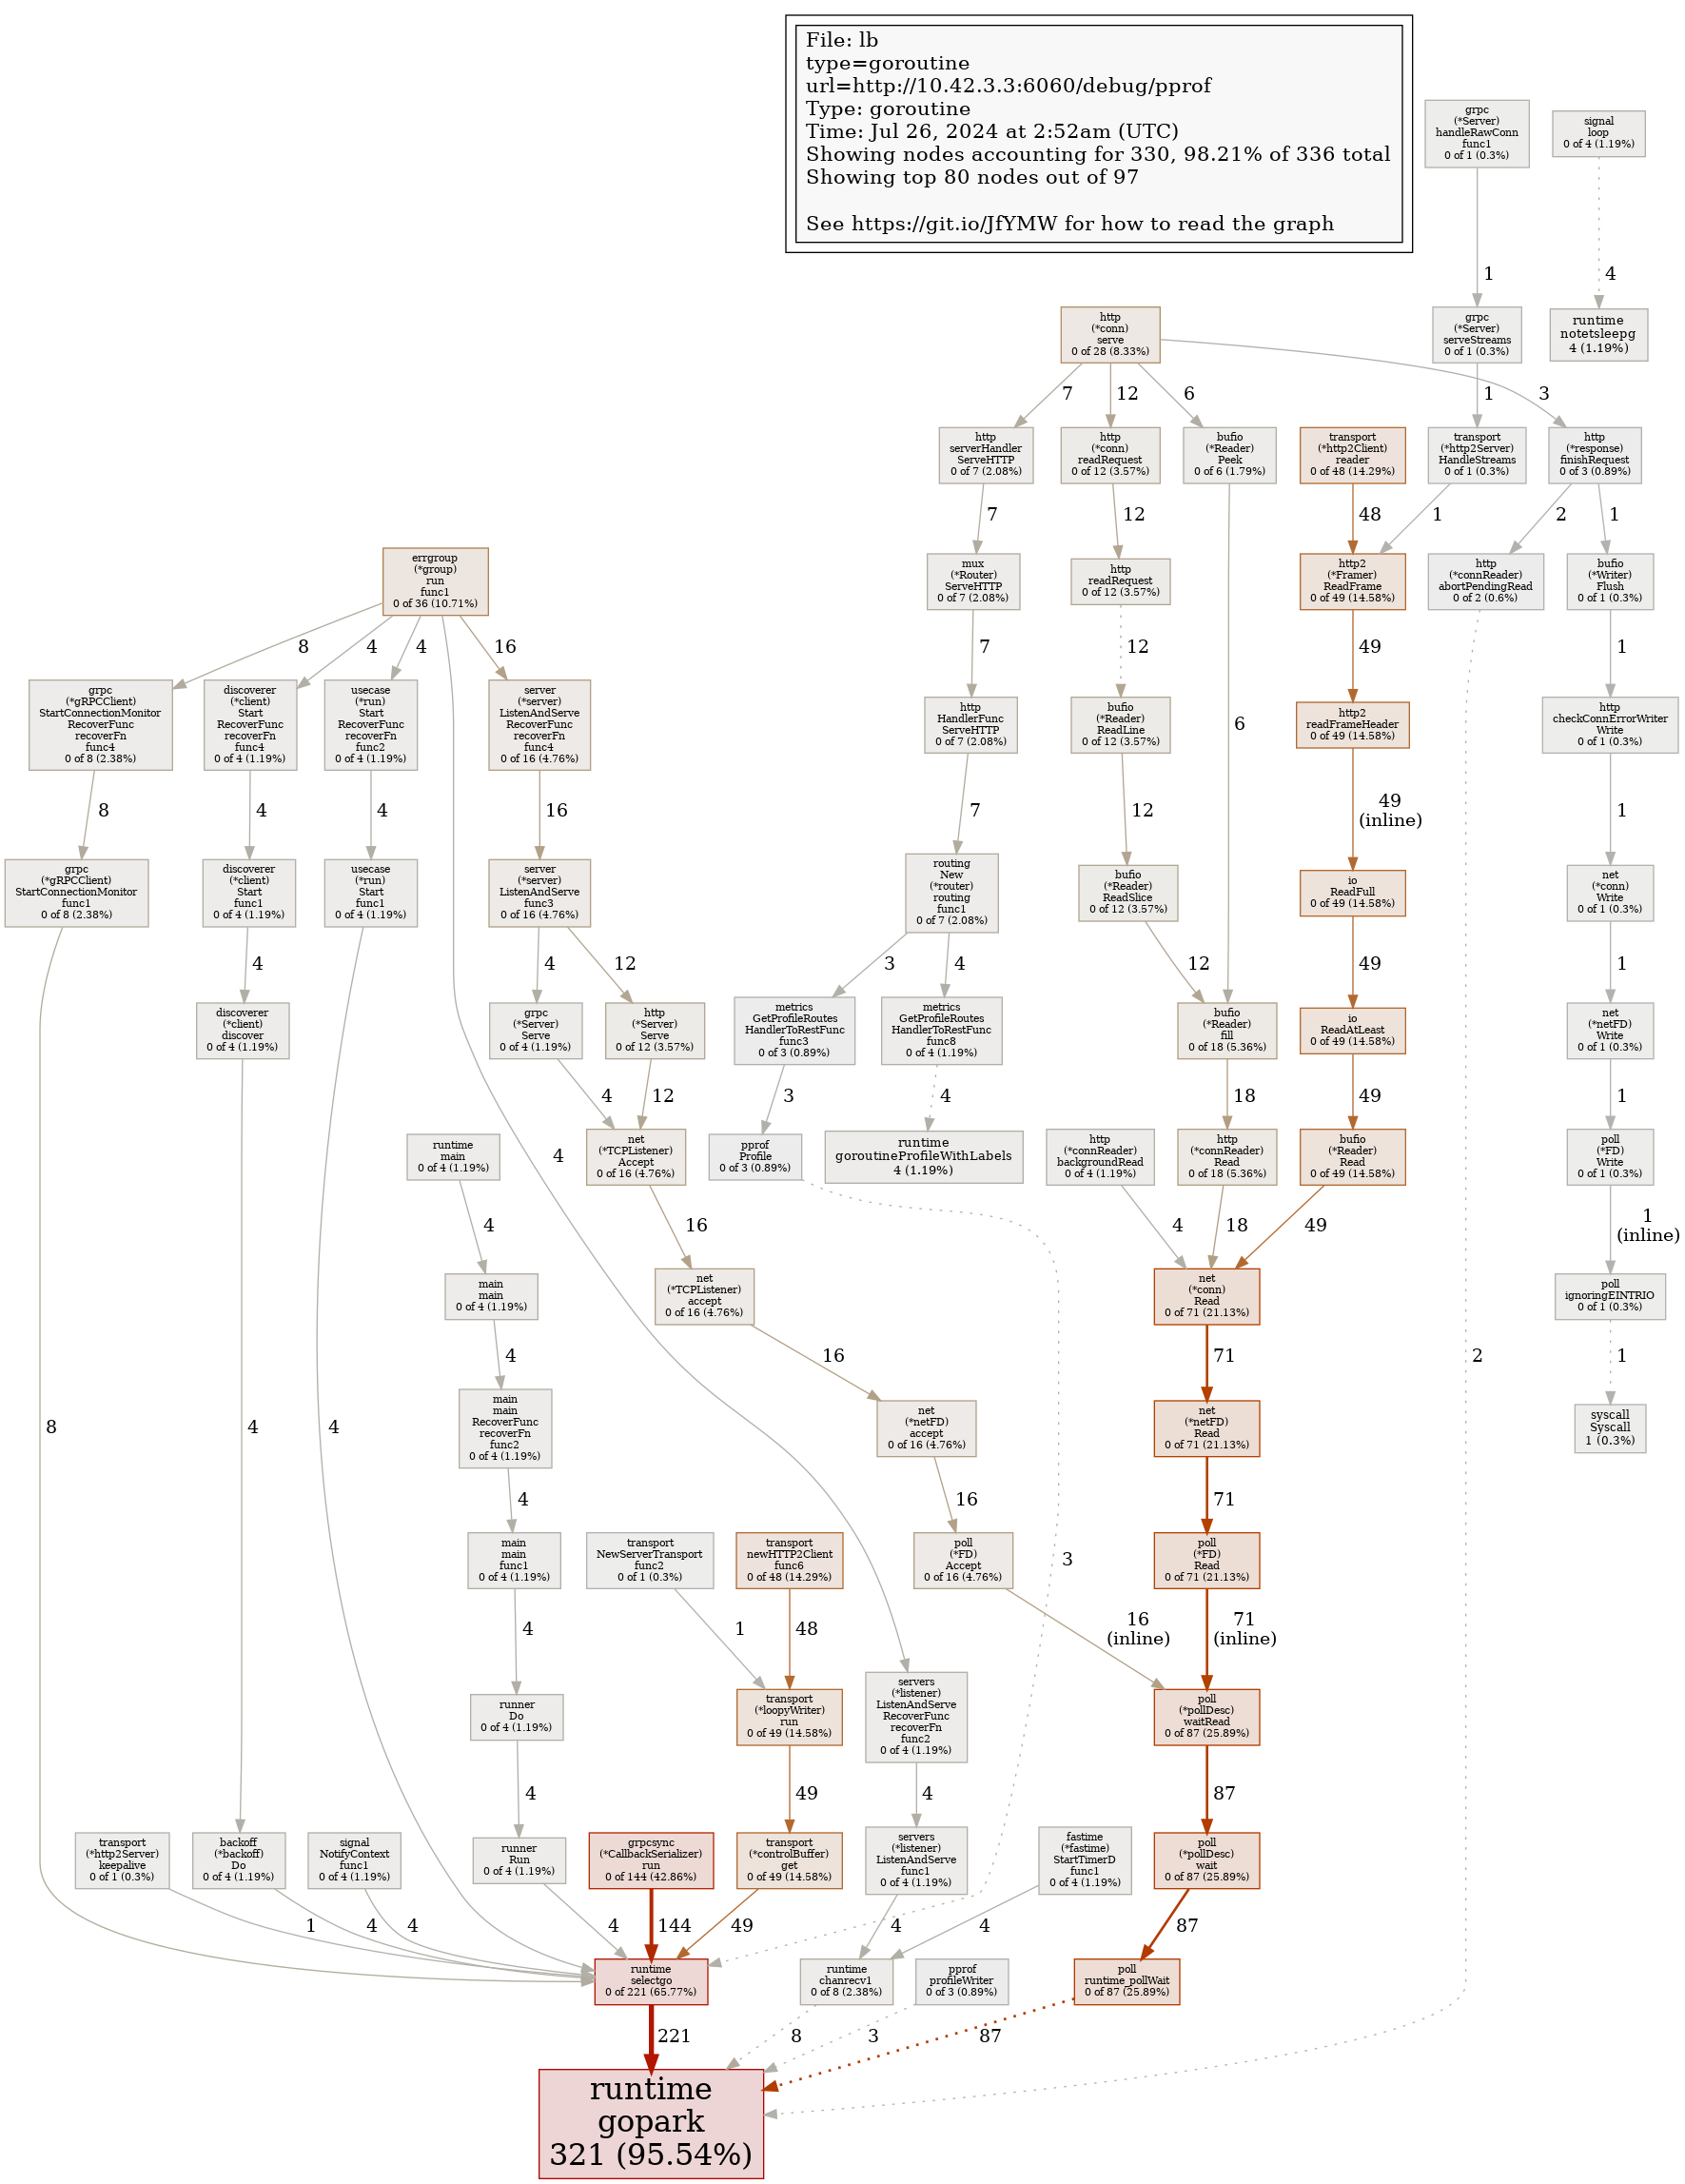 File: lb
type=goroutine
url=http://10.42.3.3:6060/debug/pprof
Type: goroutine
Time: Jul 26, 2024 at 2:52am (UTC)
Showing nodes accounting for 330, 98.21% of 336 total
Showing top 80 nodes out of 97
See https://git.io/JfYMW for how to read the graph
grpc
(*Server)
handleRawConn
func1
0 of 1 (0.3%)
signal
loop
0 of 4 (1.19%)
1
4
http
(*conn)
serve
0 of 28 (8.33%)
grpc
(*Server)
serveStreams
0 of 1 (0.3%)
runtime
notetsleepg
4 (1.19%)
7
12
6
1
3
http
serverHandler
ServeHTTP
0 of 7 (2.08%)
http
(*conn)
readRequest
0 of 12 (3.57%)
bufio
(*Reader)
Peek
0 of 6 (1.79%)
transport
(*http2Client)
reader
0 of 48 (14.29%)
transport
(*http2Server)
HandleStreams
0 of 1 (0.3%)
http
(*response)
finishRequest
0 of 3 (0.89%)
7
12
48
1
2
1
errgroup
(*group)
run
func1
0 of 36 (10.71%)
mux
(*Router)
ServeHTTP
0 of 7 (2.08%)
http
readRequest
0 of 12 (3.57%)
http2
(*Framer)
ReadFrame
0 of 49 (14.58%)
http
(*connReader)
abortPendingRead
0 of 2 (0.6%)
bufio
(*Writer)
Flush
0 of 1 (0.3%)
8
4
4
16
7
12
49
1
grpc
(*gRPCClient)
StartConnectionMonitor
RecoverFunc
recoverFn
func4
0 of 8 (2.38%)
discoverer
(*client)
Start
RecoverFunc
recoverFn
func4
0 of 4 (1.19%)
usecase
(*run)
Start
RecoverFunc
recoverFn
func2
0 of 4 (1.19%)
server
(*server)
ListenAndServe
RecoverFunc
recoverFn
func4
0 of 16 (4.76%)
http
HandlerFunc
ServeHTTP
0 of 7 (2.08%)
bufio
(*Reader)
ReadLine
0 of 12 (3.57%)
6
http2
readFrameHeader
0 of 49 (14.58%)
http
checkConnErrorWriter
Write
0 of 1 (0.3%)
8
4
4
16
7
12
49
(inline)
1
grpc
(*gRPCClient)
StartConnectionMonitor
func1
0 of 8 (2.38%)
discoverer
(*client)
Start
func1
0 of 4 (1.19%)
usecase
(*run)
Start
func1
0 of 4 (1.19%)
server
(*server)
ListenAndServe
func3
0 of 16 (4.76%)
routing
New
(*router)
routing
func1
0 of 7 (2.08%)
bufio
(*Reader)
ReadSlice
0 of 12 (3.57%)
io
ReadFull
0 of 49 (14.58%)
net
(*conn)
Write
0 of 1 (0.3%)
4
4
12
3
4
12
49
1
discoverer
(*client)
discover
0 of 4 (1.19%)
grpc
(*Server)
Serve
0 of 4 (1.19%)
http
(*Server)
Serve
0 of 12 (3.57%)
metrics
GetProfileRoutes
HandlerToRestFunc
func3
0 of 3 (0.89%)
metrics
GetProfileRoutes
HandlerToRestFunc
func8
0 of 4 (1.19%)
bufio
(*Reader)
fill
0 of 18 (5.36%)
io
ReadAtLeast
0 of 49 (14.58%)
net
(*netFD)
Write
0 of 1 (0.3%)
4
12
3
4
18
49
1
runtime
main
0 of 4 (1.19%)
4
net
(*TCPListener)
Accept
0 of 16 (4.76%)
pprof
Profile
0 of 3 (0.89%)
runtime
goroutineProfileWithLabels
4 (1.19%)
http
(*connReader)
backgroundRead
0 of 4 (1.19%)
http
(*connReader)
Read
0 of 18 (5.36%)
bufio
(*Reader)
Read
0 of 49 (14.58%)
poll
(*FD)
Write
0 of 1 (0.3%)
4
16
4
18
49
1
(inline)
main
main
0 of 4 (1.19%)
net
(*TCPListener)
accept
0 of 16 (4.76%)
net
(*conn)
Read
0 of 71 (21.13%)
poll
ignoringEINTRIO
0 of 1 (0.3%)
4
16
71
2
1
main
main
RecoverFunc
recoverFn
func2
0 of 4 (1.19%)
net
(*netFD)
accept
0 of 16 (4.76%)
net
(*netFD)
Read
0 of 71 (21.13%)
syscall
Syscall
1 (0.3%)
8
4
4
4
16
71
main
main
func1
0 of 4 (1.19%)
transport
NewServerTransport
func2
0 of 1 (0.3%)
transport
newHTTP2Client
func6
0 of 48 (14.29%)
poll
(*FD)
Accept
0 of 16 (4.76%)
3
poll
(*FD)
Read
0 of 71 (21.13%)
4
1
48
16
(inline)
71
(inline)
runner
Do
0 of 4 (1.19%)
transport
(*loopyWriter)
run
0 of 49 (14.58%)
servers
(*listener)
ListenAndServe
RecoverFunc
recoverFn
func2
0 of 4 (1.19%)
poll
(*pollDesc)
waitRead
0 of 87 (25.89%)
4
49
4
87
transport
(*http2Server)
keepalive
0 of 1 (0.3%)
backoff
(*backoff)
Do
0 of 4 (1.19%)
signal
NotifyContext
func1
0 of 4 (1.19%)
runner
Run
0 of 4 (1.19%)
grpcsync
(*CallbackSerializer)
run
0 of 144 (42.86%)
transport
(*controlBuffer)
get
0 of 49 (14.58%)
servers
(*listener)
ListenAndServe
func1
0 of 4 (1.19%)
fastime
(*fastime)
StartTimerD
func1
0 of 4 (1.19%)
poll
(*pollDesc)
wait
0 of 87 (25.89%)
1
4
4
4
144
49
4
4
87
runtime
selectgo
0 of 221 (65.77%)
runtime
chanrecv1
0 of 8 (2.38%)
pprof
profileWriter
0 of 3 (0.89%)
poll
runtime_pollWait
0 of 87 (25.89%)
221
8
3
87
runtime
gopark
321 (95.54%)